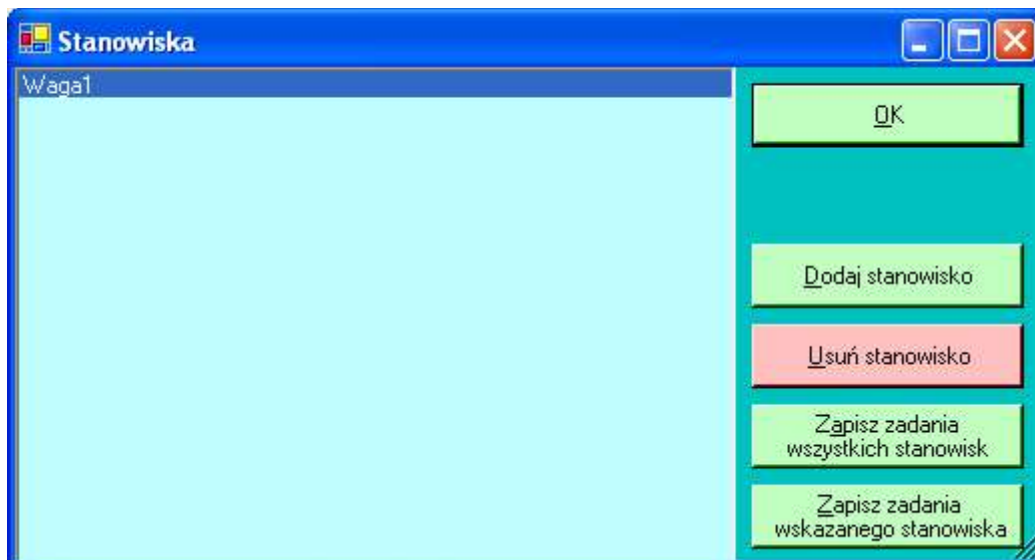 Stanowiska
Waga1
OK
Dodaj stanowisko
Usuń stanowisko
Zapisz zadania
wszystkich stanowisk
Zapisz zadania
wskazanego stanowiska